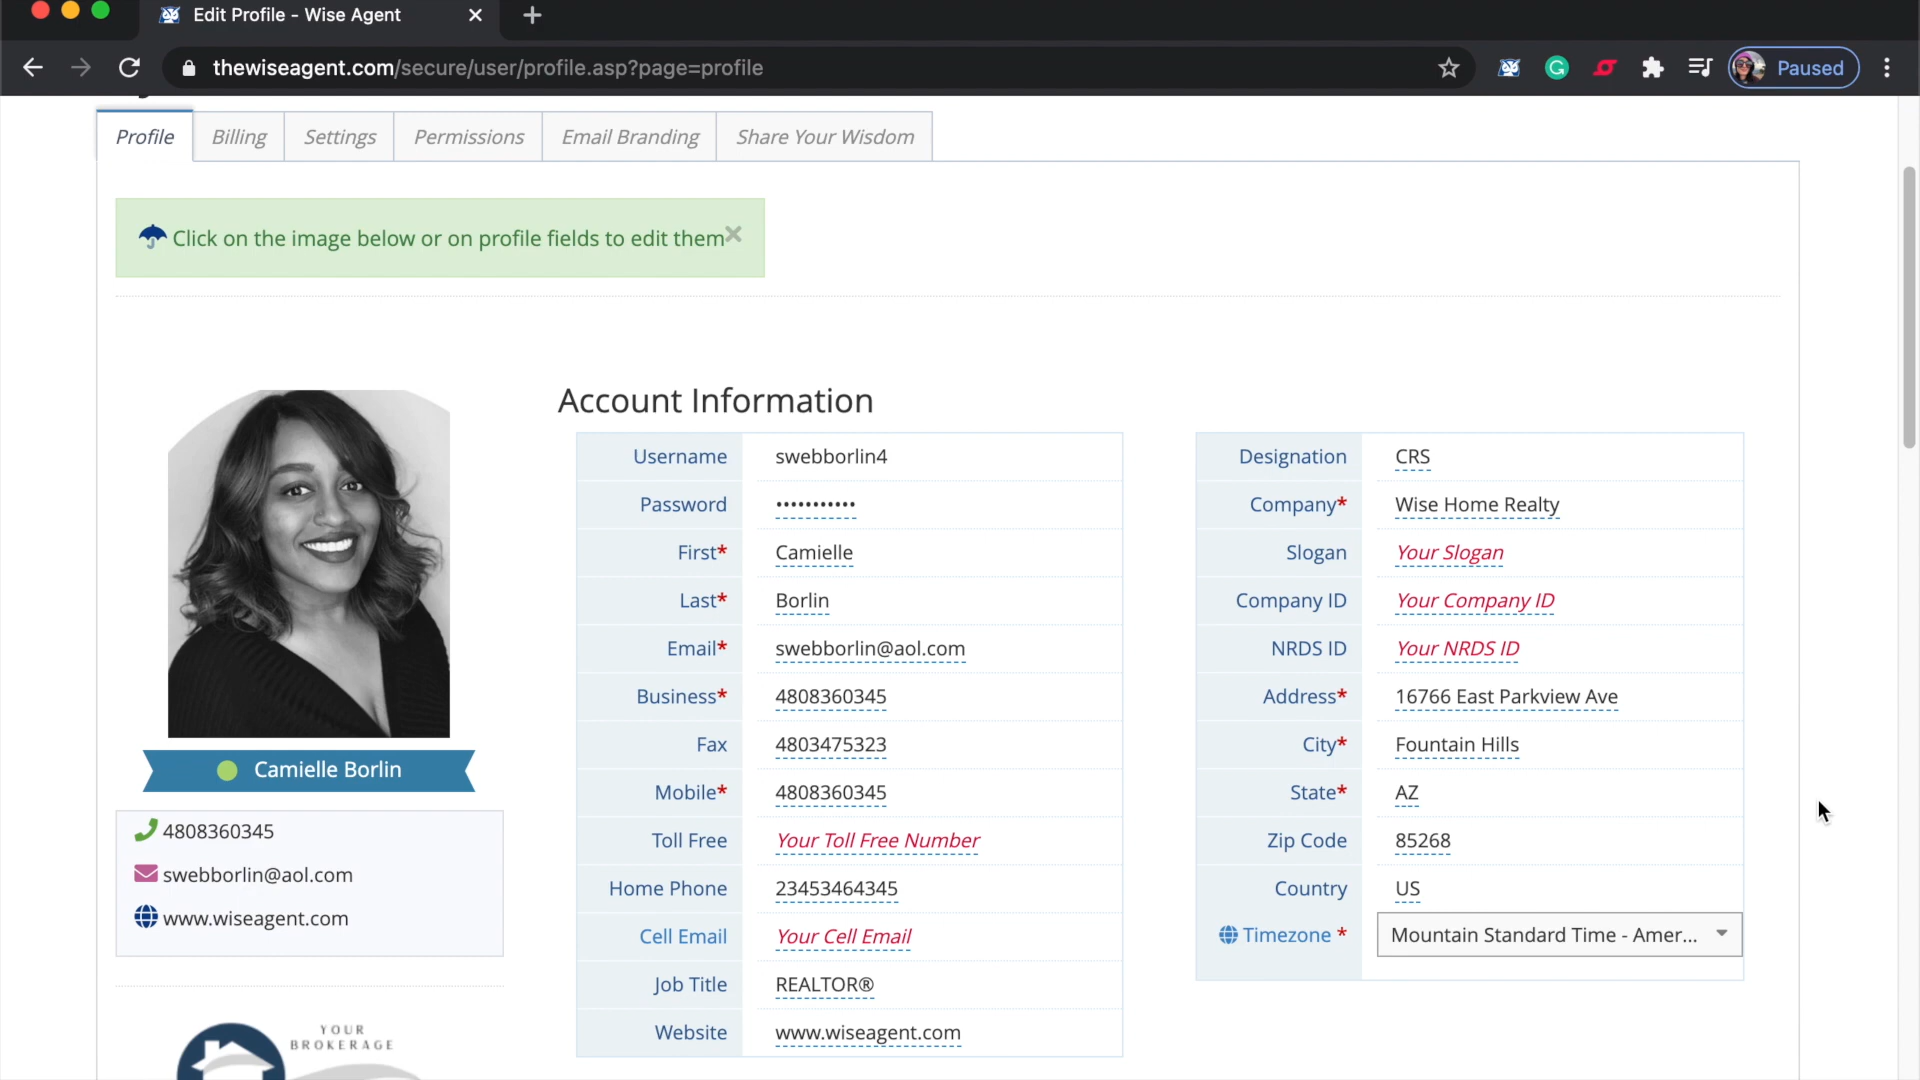 Edit Profile - Wise Agent
thewiseagent.com/secure/user/profile.asp?page=profile
Paused
Profile
Billing
Settings
Permissions
Email Branding
Share Your Wisdom
Click on the image below or on profile fields to edit them
Camielle Borlin
4808360345
swebborlin@aol.com
www.wiseagent.com
YOUR
BROKERAGE
Account Information
Username swebborlin4
Password •••••••••••
First* Camielle
Last* Borlin
Email* swebborlin@aol.com
Business* 4808360345
Fax 4803475323
Mobile* 4808360345
Toll Free Your Toll Free Number
Home Phone 23453464345
Cell Email Your Cell Email
Job Title REALTOR®
Website www.wiseagent.com
Designation CRS
Company* Wise Home Realty
Slogan Your Slogan
Company ID Your Company ID
NRDS ID Your NRDS ID
Address* 16766 East Parkview Ave
City* Fountain Hills
State* AZ
Zip Code 85268
Country US
Timezone * Mountain Standard Time - Amer...